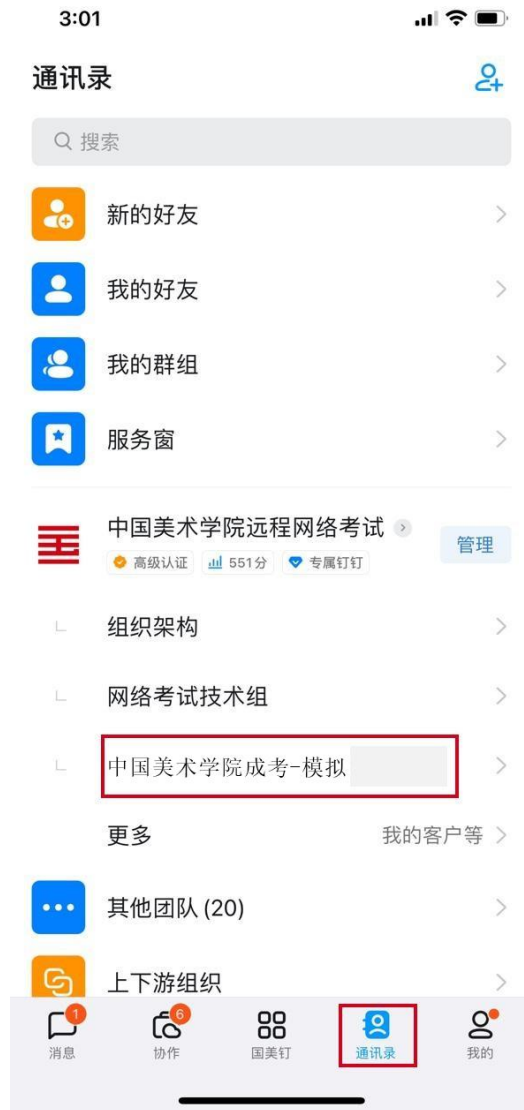 3:01
通讯录
搜索
新的好友
我的好友
我的群组
服务窗
中国美术学院远程网络考试
高级认证 551分 专属钉钉
管理
组织架构
网络考试技术组
中国美术学院成考-模拟
更多 我的客户等
其他团队 (20)
上下游组织
1 6
消息 协作 国美钉 通讯录 我的